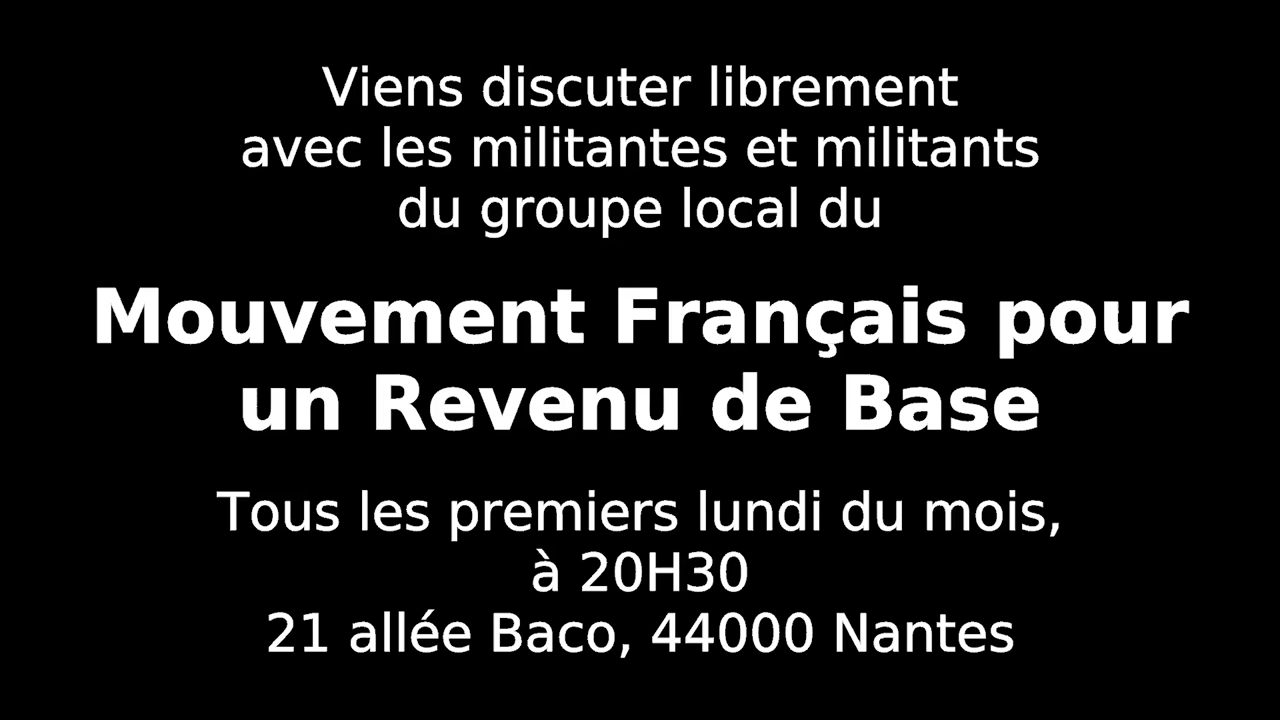 Viens discuter librement
avec les militantes et militants
du groupe local du
Mouvement Français pour
un Revenu de Base
Tous les premiers lundi du mois,
à 20H30
21 allée Baco, 44000 Nantes